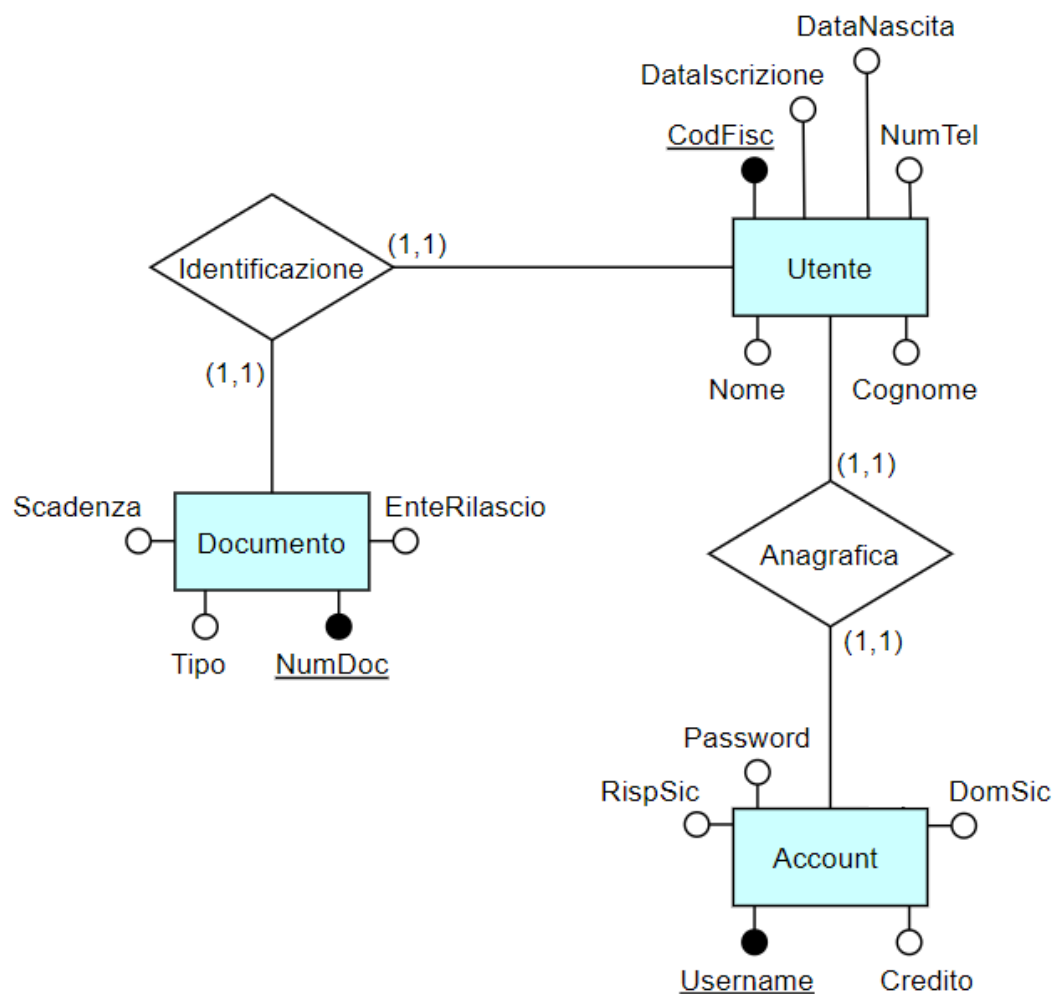 DataNascita
DataIscrizione
CodFisc
NumTel
(1,1)
Identificazione
Utente
(1,1)
Nome
Cognome
(1,1)
Scadenza
EnteRilascio
Documento
Anagrafica
Tipo
NumDoc
(1,1)
Password
RispSic
DomSic
Account
Username
Credito